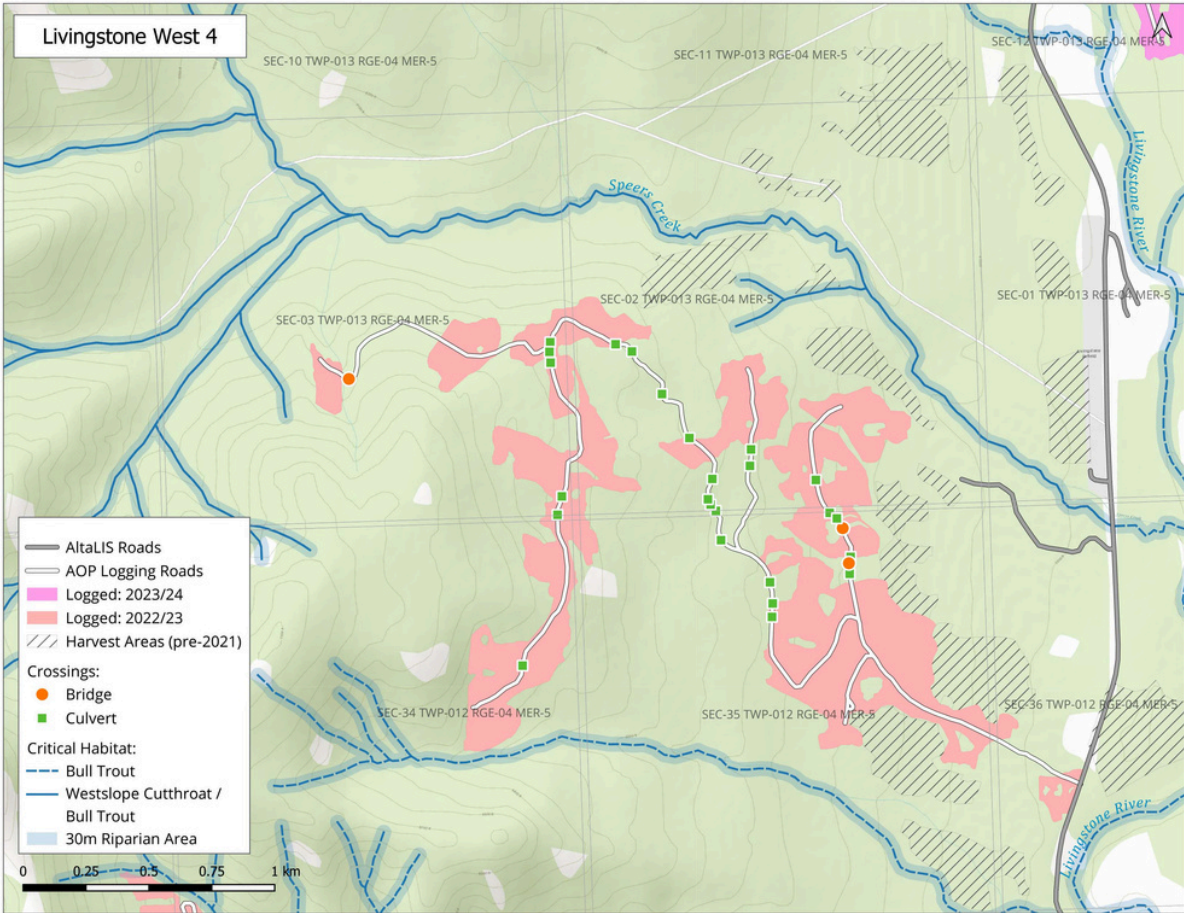 Livingstone West 4
SEC-10 TWP-013 RGE-04 MER-5
SEC-11 TWP-013 RGE-04 MER-5
SEC-12 TWP-013 RGE-04 MER-5
Livingstone River
Speers Creek
SEC-02 TWP-013 RGE-04 MER-5
SEC-01 TWP-013 RGE-04 MER-5
SEC-03 TWP-013 RGE-04 MER-5
SEC-34 TWP-012 RGE-04 MER-5
SEC-35 TWP-012 RGE-04 MER-5
SEC-36 TWP-012 RGE-04 MER-5
Livingstone River
AltaLIS Roads
AOP Logging Roads
Logged: 2023/24
Logged: 2022/23
Harvest Areas (pre-2021)
Crossings:
Bridge
Culvert
Critical Habitat:
Bull Trout
Westslope Cutthroat /
Bull Trout
30m Riparian Area
0 0.25 0.5 0.75 1 km